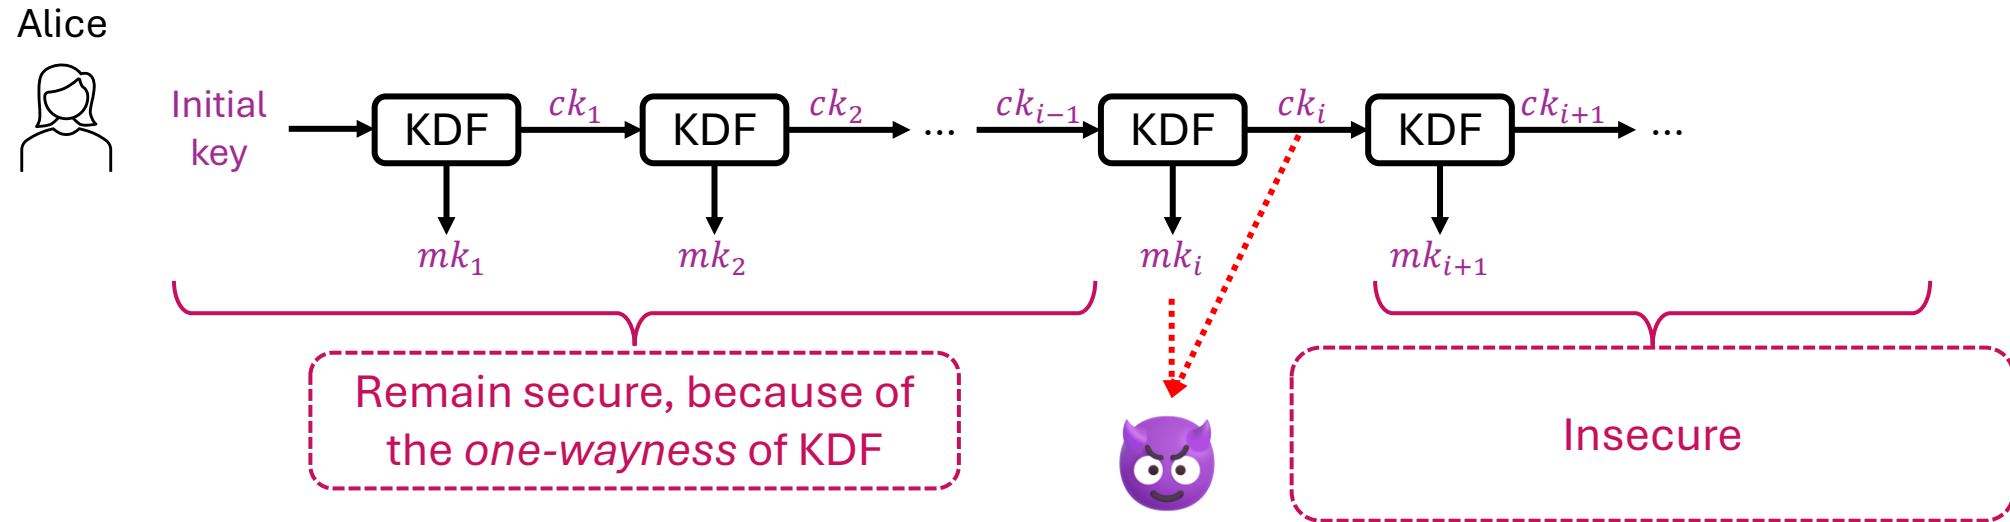 Alice
Initial
key
KDF
ck₁
KDF
ck₂
...
ckᵢ₋₁
KDF
ckᵢ
KDF
ckᵢ₊₁
...
mk₁
mk₂
mkᵢ
mkᵢ₊₁
Remain secure, because of
the one-wayness of KDF
Insecure